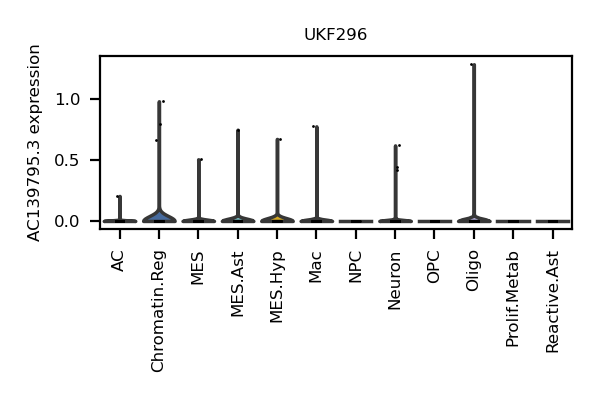 UKF296
AC139795.3 expression
1.0
0.5
0.0
AC
Chromatin.Reg
MES
MES.Ast
MES.Hyp
Mac
NPC
Neuron
OPC
Oligo
Prolif.Metab
Reactive.Ast